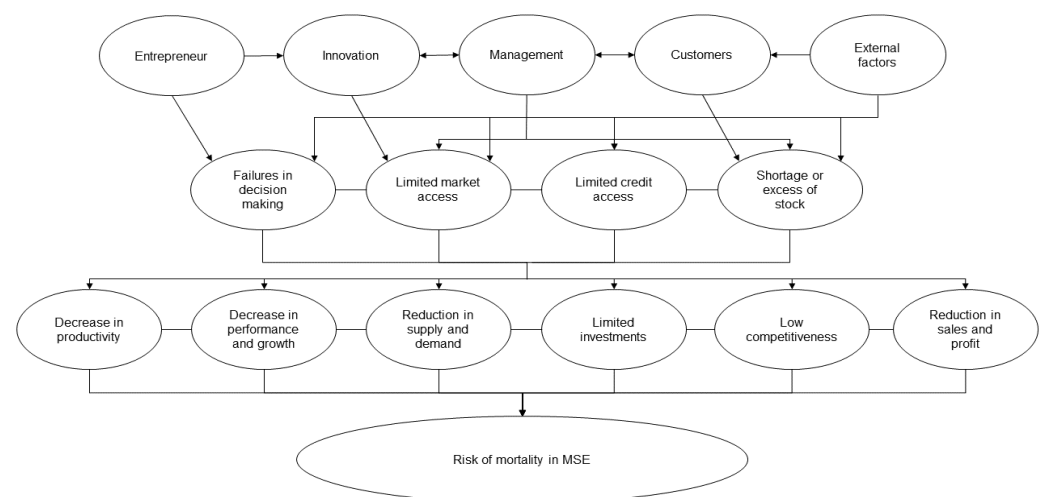 Entrepreneur
Innovation
Management
Customers
External
factors
Failures in
decision
making
Limited market
access
Limited credit
access
Shortage or
excess of
stock
Decrease in
productivity
Decrease in
performance
and growth
Reduction in
supply and
demand
Limited
investments
Low
competitiveness
Reduction in
sales and
profit
Risk of mortality in MSE